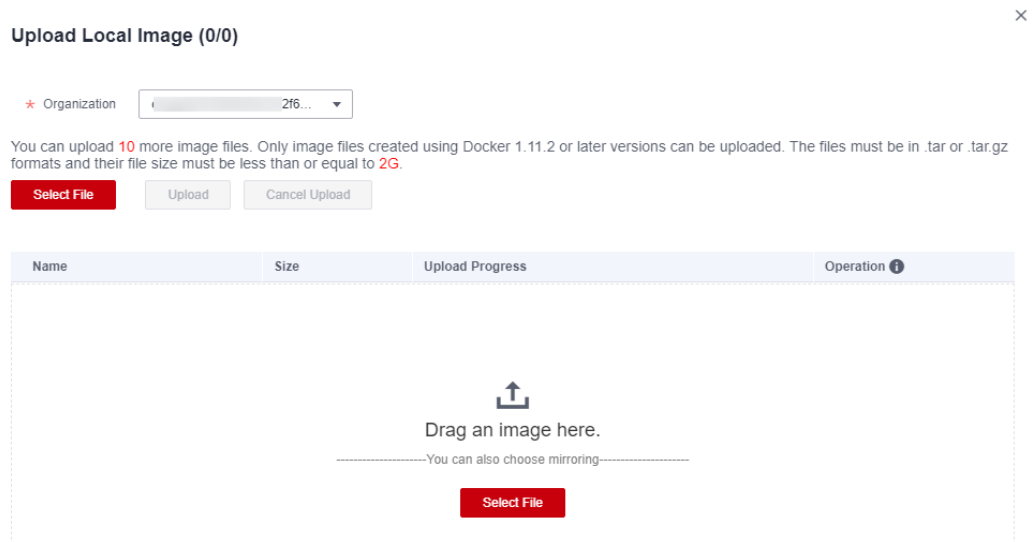 Upload Local Image (0/0)
* Organization 2f6...
You can upload 10 more image files. Only image files created using Docker 1.11.2 or later versions can be uploaded. The files must be in .tar or .tar.gz
formats and their file size must be less than or equal to 2G.
Select File Upload Cancel Upload
Name Size Upload Progress Operation
Drag an image here.
---------------------You can also choose mirroring---------------------
Select File